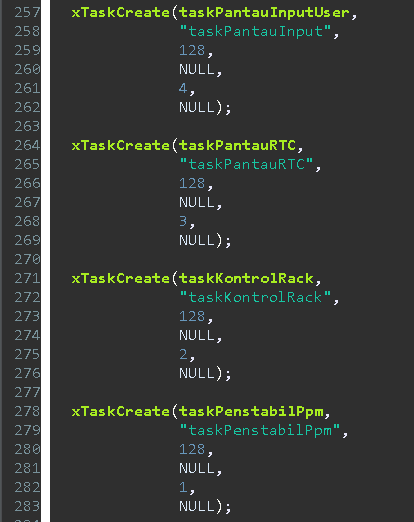 257 xTaskCreate(taskPantauInputUser,
258 "taskPantauInput",
259 128,
260 NULL,
261 4,
262 NULL);
263
264 xTaskCreate(taskPantauRTC,
265 "taskPantauRTC",
266 128,
267 NULL,
268 3,
269 NULL);
270
271 xTaskCreate(taskKontrolRack,
272 "taskKontrolRack",
273 128,
274 NULL,
275 2,
276 NULL);
277
278 xTaskCreate(taskPenstabilPpm,
279 "taskPenstabilPpm",
280 128,
281 NULL,
282 1,
283 NULL);